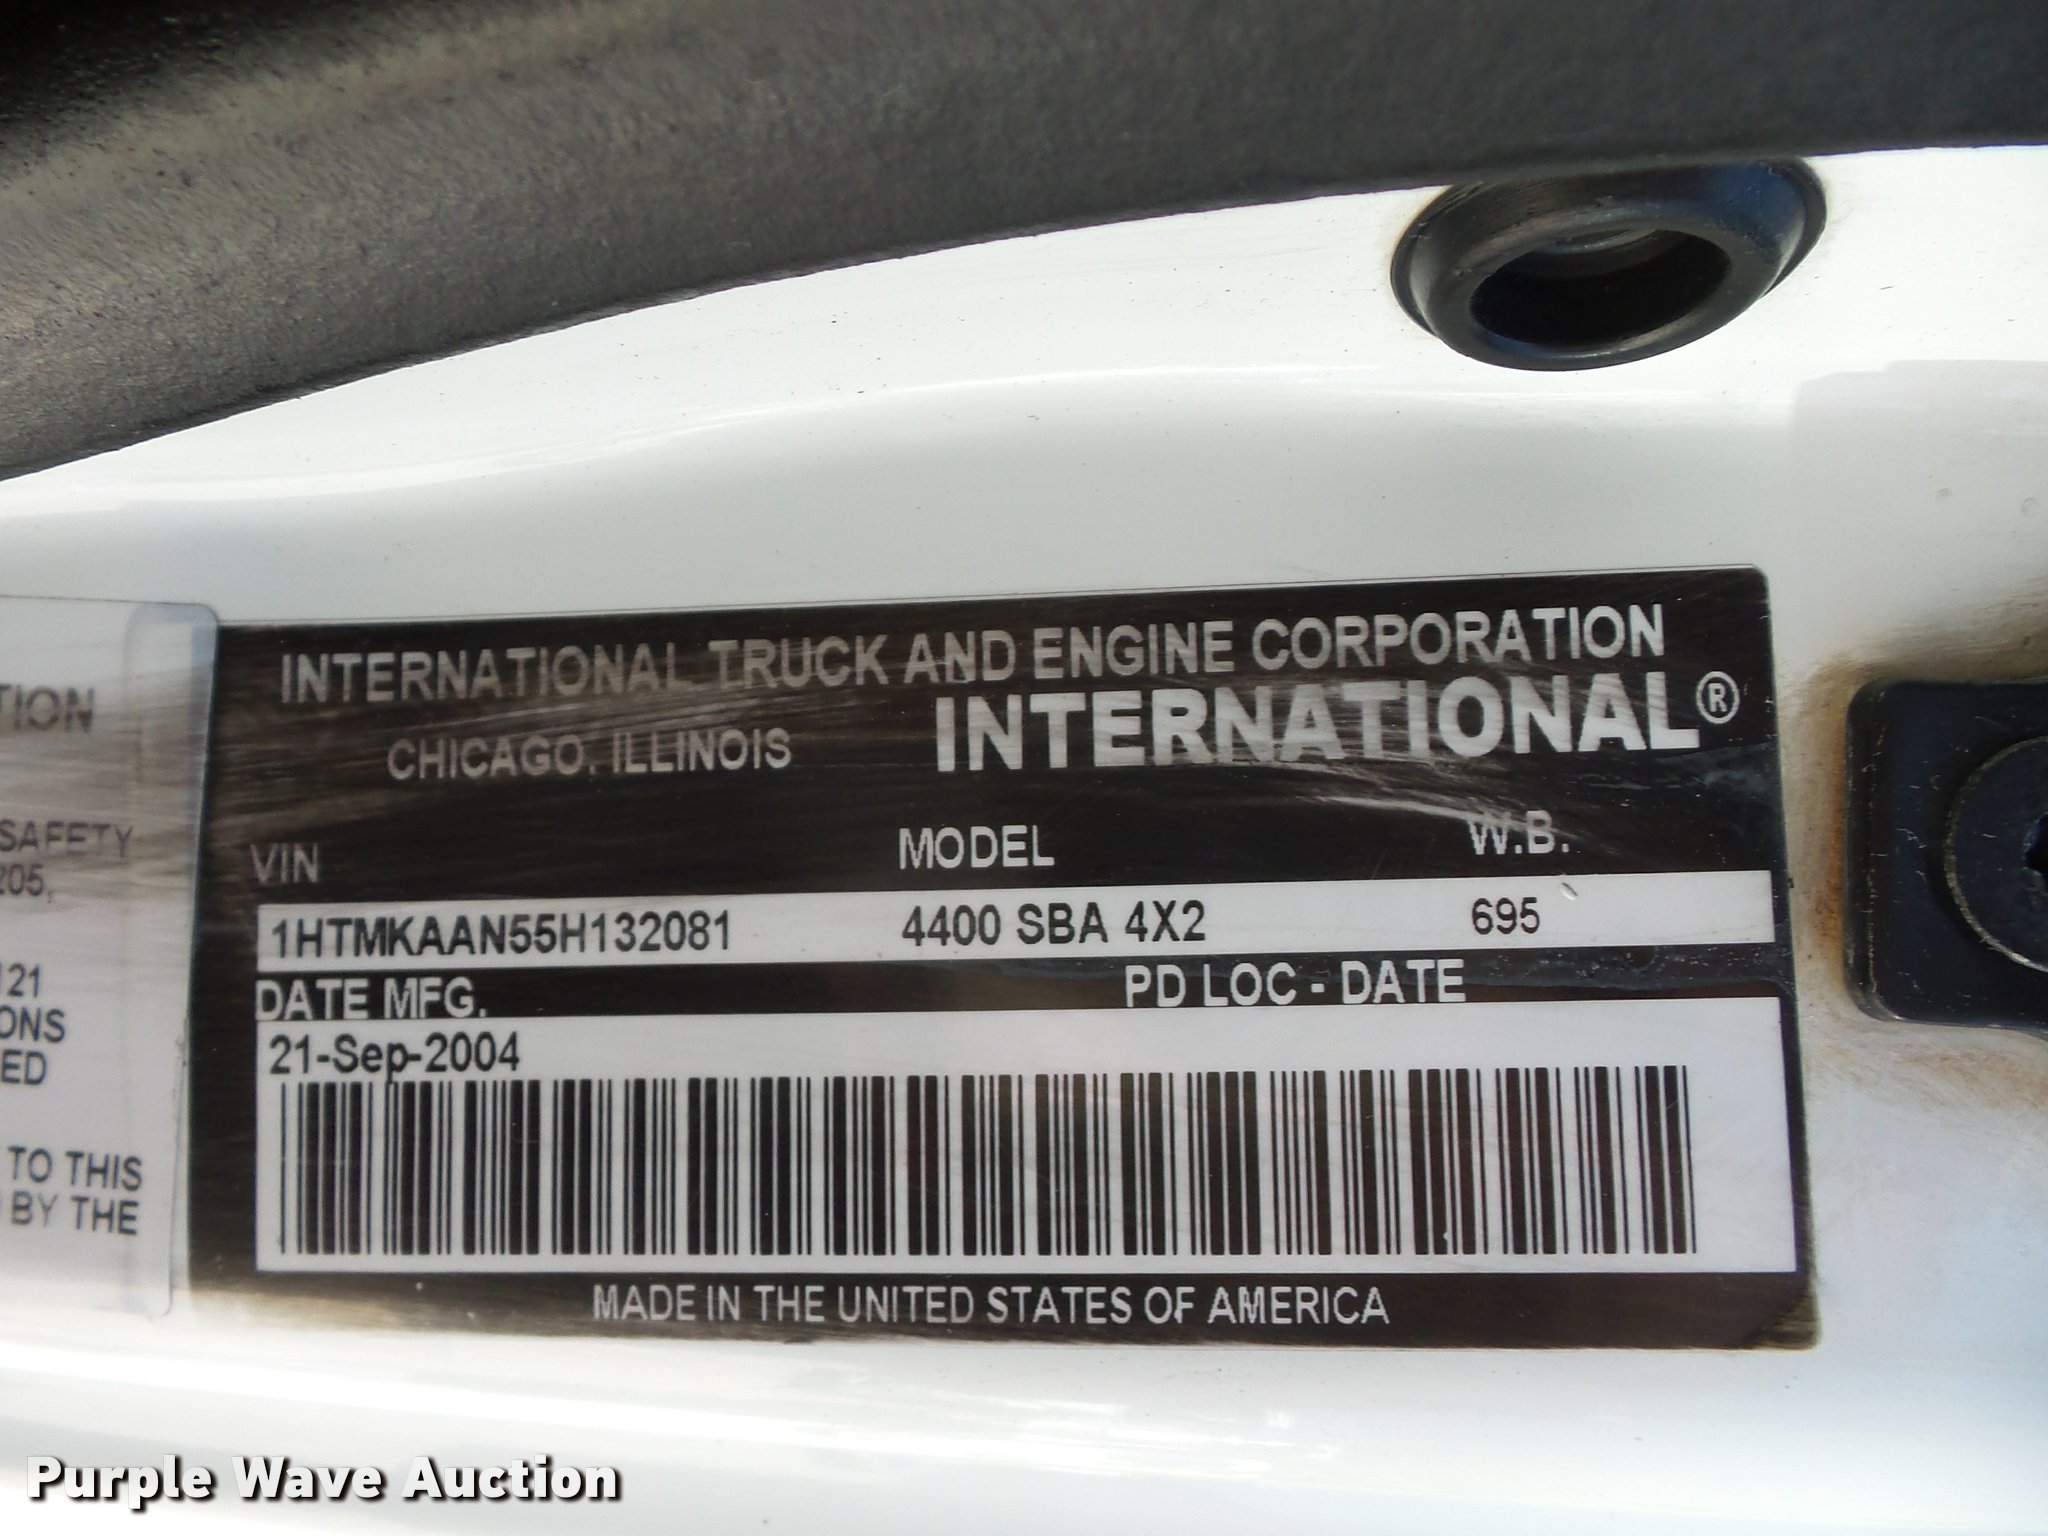 INTERNATIONAL TRUCK AND ENGINE CORPORATION
CHICAGO, ILLINOIS INTERNATIONAL®
VIN MODEL W.B.
1HTMKAAN55H132081 4400 SBA 4X2 695
DATE MFG. PD LOC - DATE
21-Sep-2004
MADE IN THE UNITED STATES OF AMERICA
TION
SAFETY
205,
121
ONS
ED
TO THIS
BY THE
Purple Wave Auction